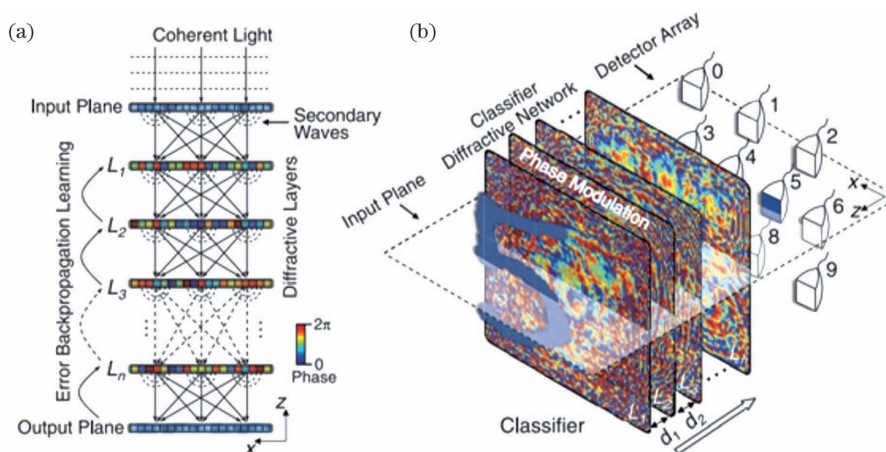 (a)
Coherent Light
Input Plane
Secondary
Waves
L1
L2
L3
Ln
Error Backpropagation Learning
Diffractive Layers
2π
0
Phase
Output Plane
z
x
(b)
Detector Array
Classifier
Diffractive Network
Input Plane
Phase Modulation
0
1
2
3
4
5
6
8
9
x
z
L1
L2
d1
d2
Classifier